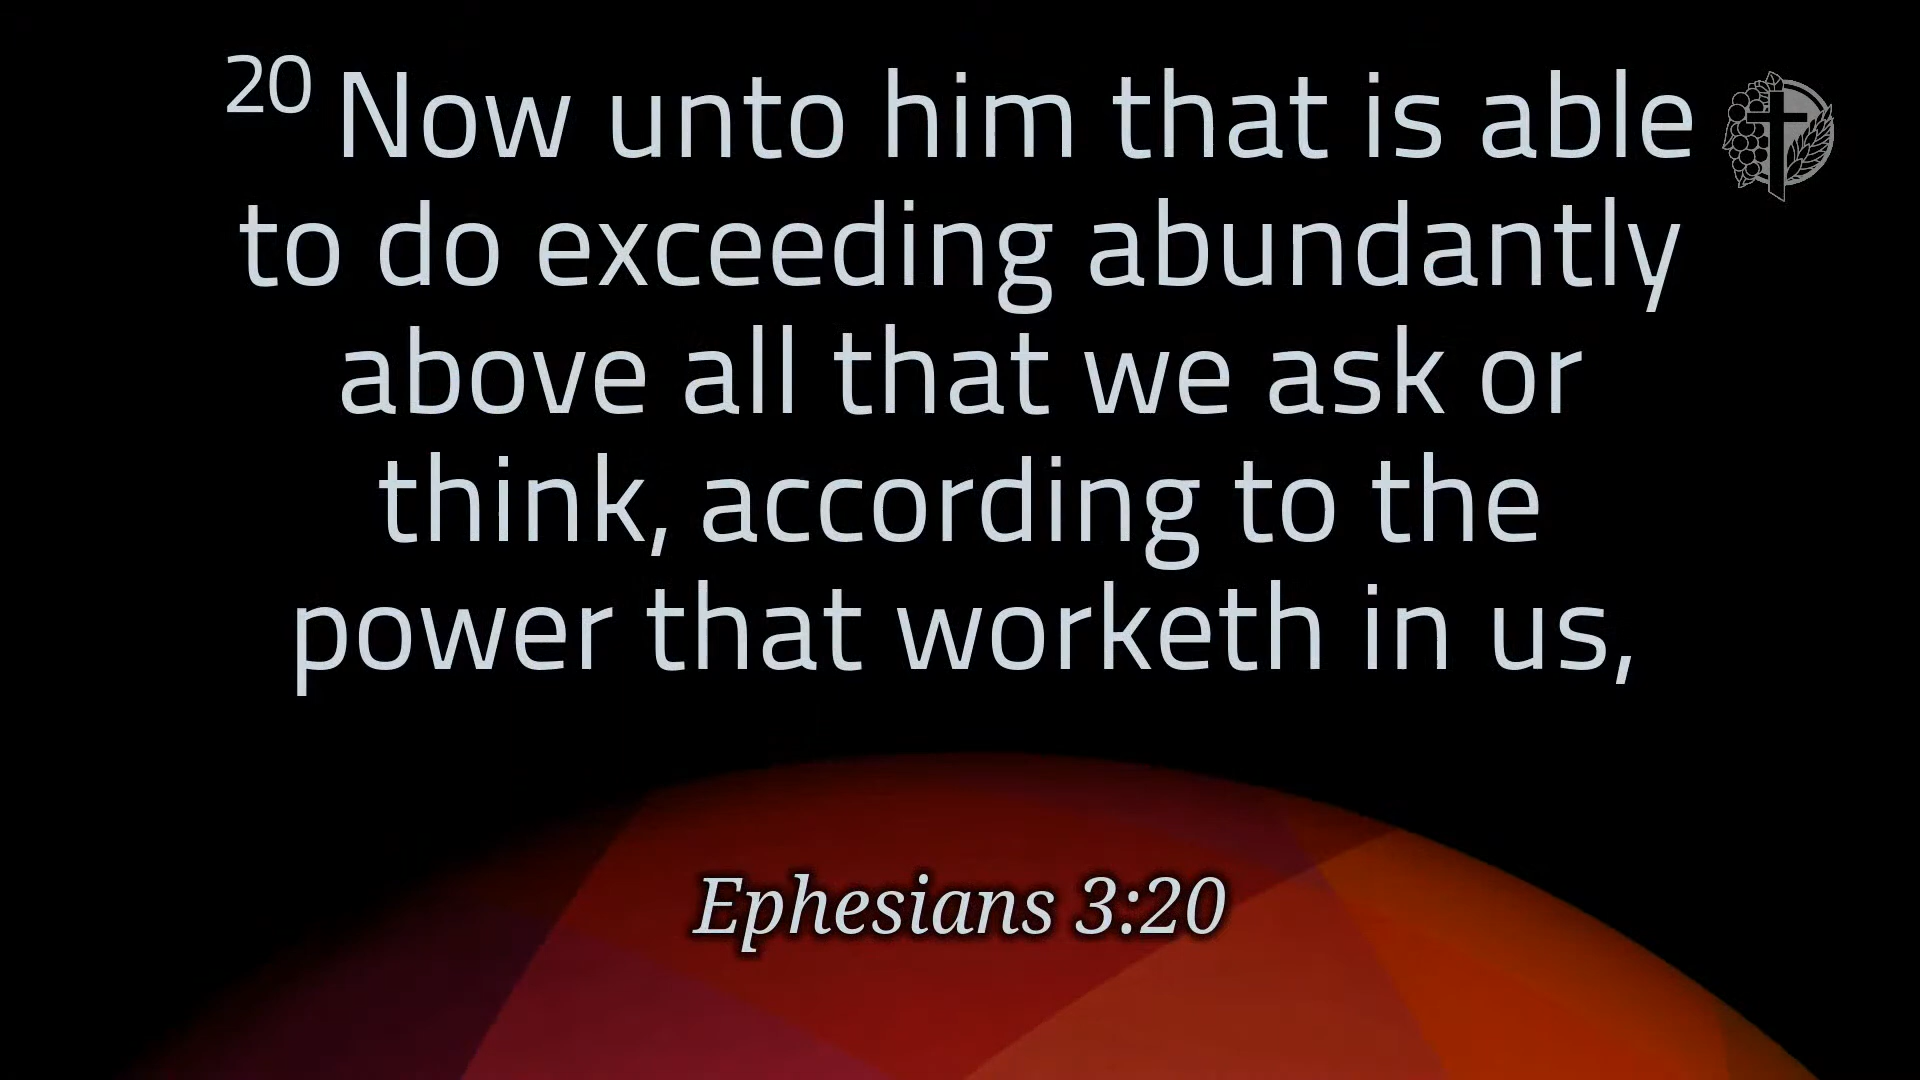 20 Now unto him that is able
to do exceeding abundantly
above all that we ask or
think, according to the
power that worketh in us,
Ephesians 3:20